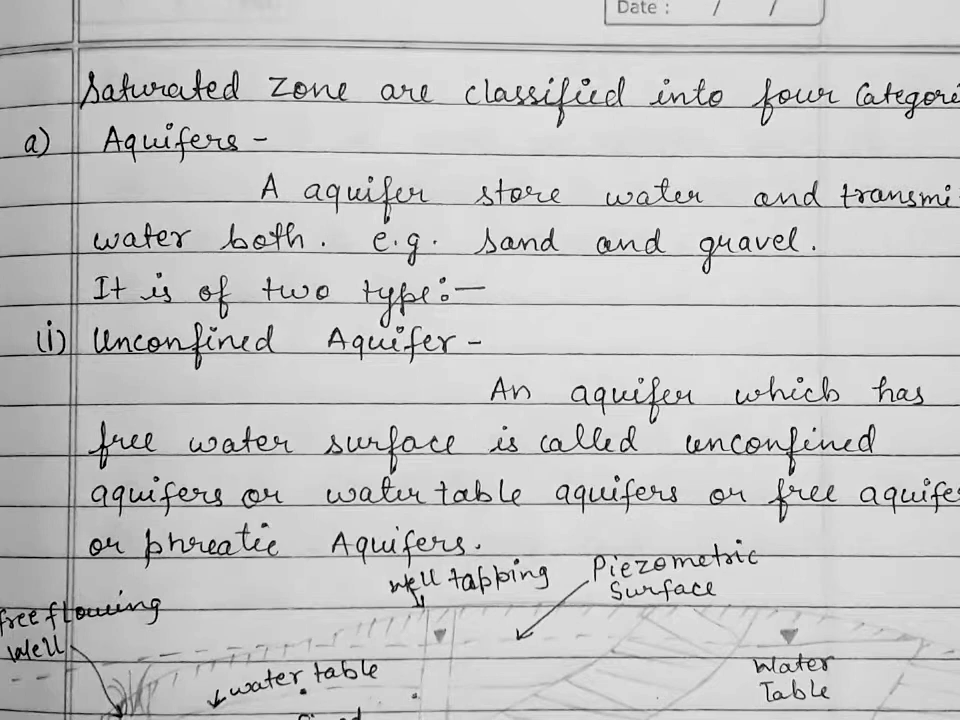 Date : / /
Saturated Zone are classified into four Categori
a) Aquifers -
A aquifer store water and transmi
water both. e.g. sand and gravel.
It is of two type:-
(i) Unconfined Aquifer -
An aquifer which has
free water surface is called unconfined
aquifers or water table aquifers or free aquife
or phreatic Aquifers.
well tapping
Piezometric
Surface
free flowing
Well
water table
Water
Table